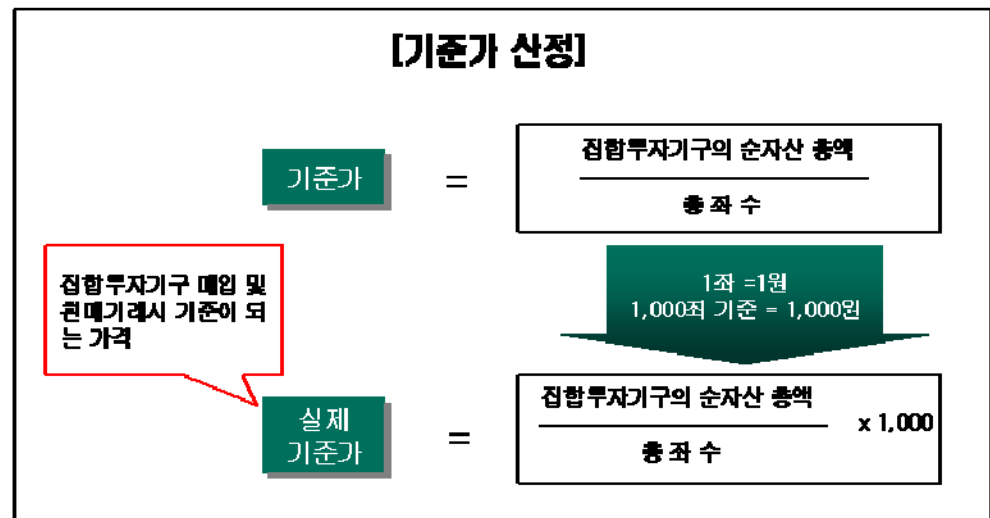 [기준가 산정]
기준가
=
집합투자기구의 순자산 총액
총 좌 수
집합투자기구 매입 및
환매거래시 기준이 되
는 가격
1좌 =1원
1,000좌 기준 = 1,000원
실제
기준가
=
집합투자기구의 순자산 총액
총 좌 수
x 1,000